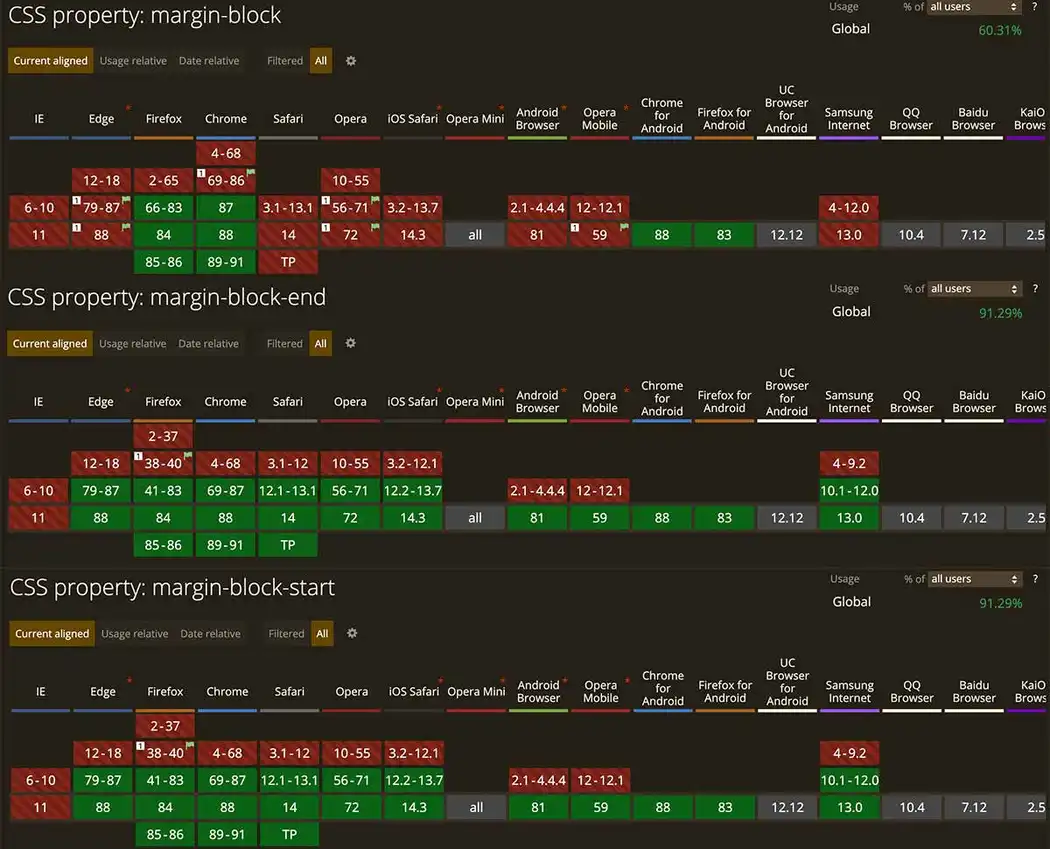 CSS property: margin-block
Usage % of all users ?
Global 60.31%
Current aligned Usage relative Date relative Filtered All
IE Edge * Firefox Chrome Safari Opera iOS Safari * Opera Mini * Android Browser * Opera Mobile * Chrome for Android Firefox for Android UC Browser for Android Samsung Internet QQ Browser Baidu Browser KaiO Brows
4-68
12-18 2-65 1 69-86 10-55
6-10 1 79-87 66-83 87 3.1-13.1 1 56-71 3.2-13.7 2.1-4.4.4 12-12.1 4-12.0
11 1 88 84 88 14 1 72 14.3 all 81 1 59 88 83 12.12 13.0 10.4 7.12 2.5
85-86 89-91 TP
CSS property: margin-block-end
Usage % of all users ?
Global 91.29%
Current aligned Usage relative Date relative Filtered All
IE Edge * Firefox Chrome Safari Opera iOS Safari * Opera Mini * Android Browser * Opera Mobile * Chrome for Android Firefox for Android UC Browser for Android Samsung Internet QQ Browser Baidu Browser KaiO Brows
2-37
12-18 1 38-40 4-68 3.1-12 10-55 3.2-12.1 4-9.2
6-10 79-87 41-83 69-87 12.1-13.1 56-71 12.2-13.7 2.1-4.4.4 12-12.1 10.1-12.0
11 88 84 88 14 72 14.3 all 81 59 88 83 12.12 13.0 10.4 7.12 2.5
85-86 89-91 TP
CSS property: margin-block-start
Usage % of all users ?
Global 91.29%
Current aligned Usage relative Date relative Filtered All
IE Edge * Firefox Chrome Safari Opera iOS Safari * Opera Mini * Android Browser * Opera Mobile * Chrome for Android Firefox for Android UC Browser for Android Samsung Internet QQ Browser Baidu Browser KaiO Brows
2-37
12-18 1 38-40 4-68 3.1-12 10-55 3.2-12.1 4-9.2
6-10 79-87 41-83 69-87 12.1-13.1 56-71 12.2-13.7 2.1-4.4.4 12-12.1 10.1-12.0
11 88 84 88 14 72 14.3 all 81 59 88 83 12.12 13.0 10.4 7.12 2.5
85-86 89-91 TP